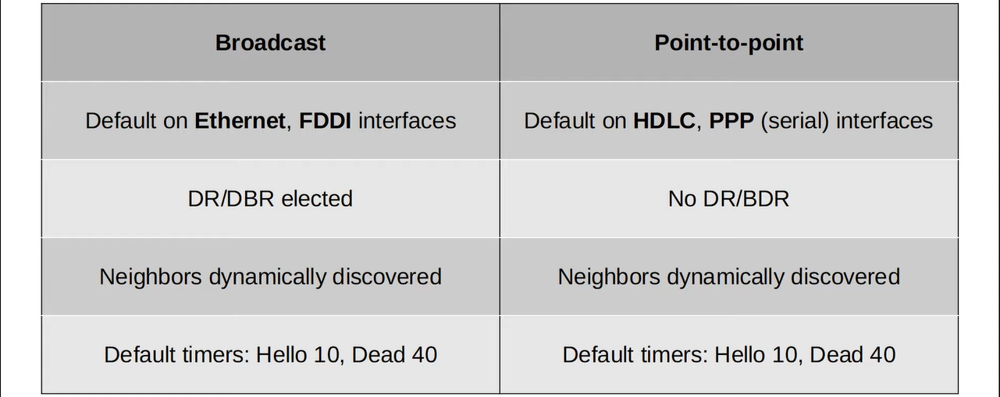 Broadcast
Point-to-point
Default on Ethernet, FDDI interfaces
Default on HDLC, PPP (serial) interfaces
DR/DBR elected
No DR/BDR
Neighbors dynamically discovered
Neighbors dynamically discovered
Default timers: Hello 10, Dead 40
Default timers: Hello 10, Dead 40